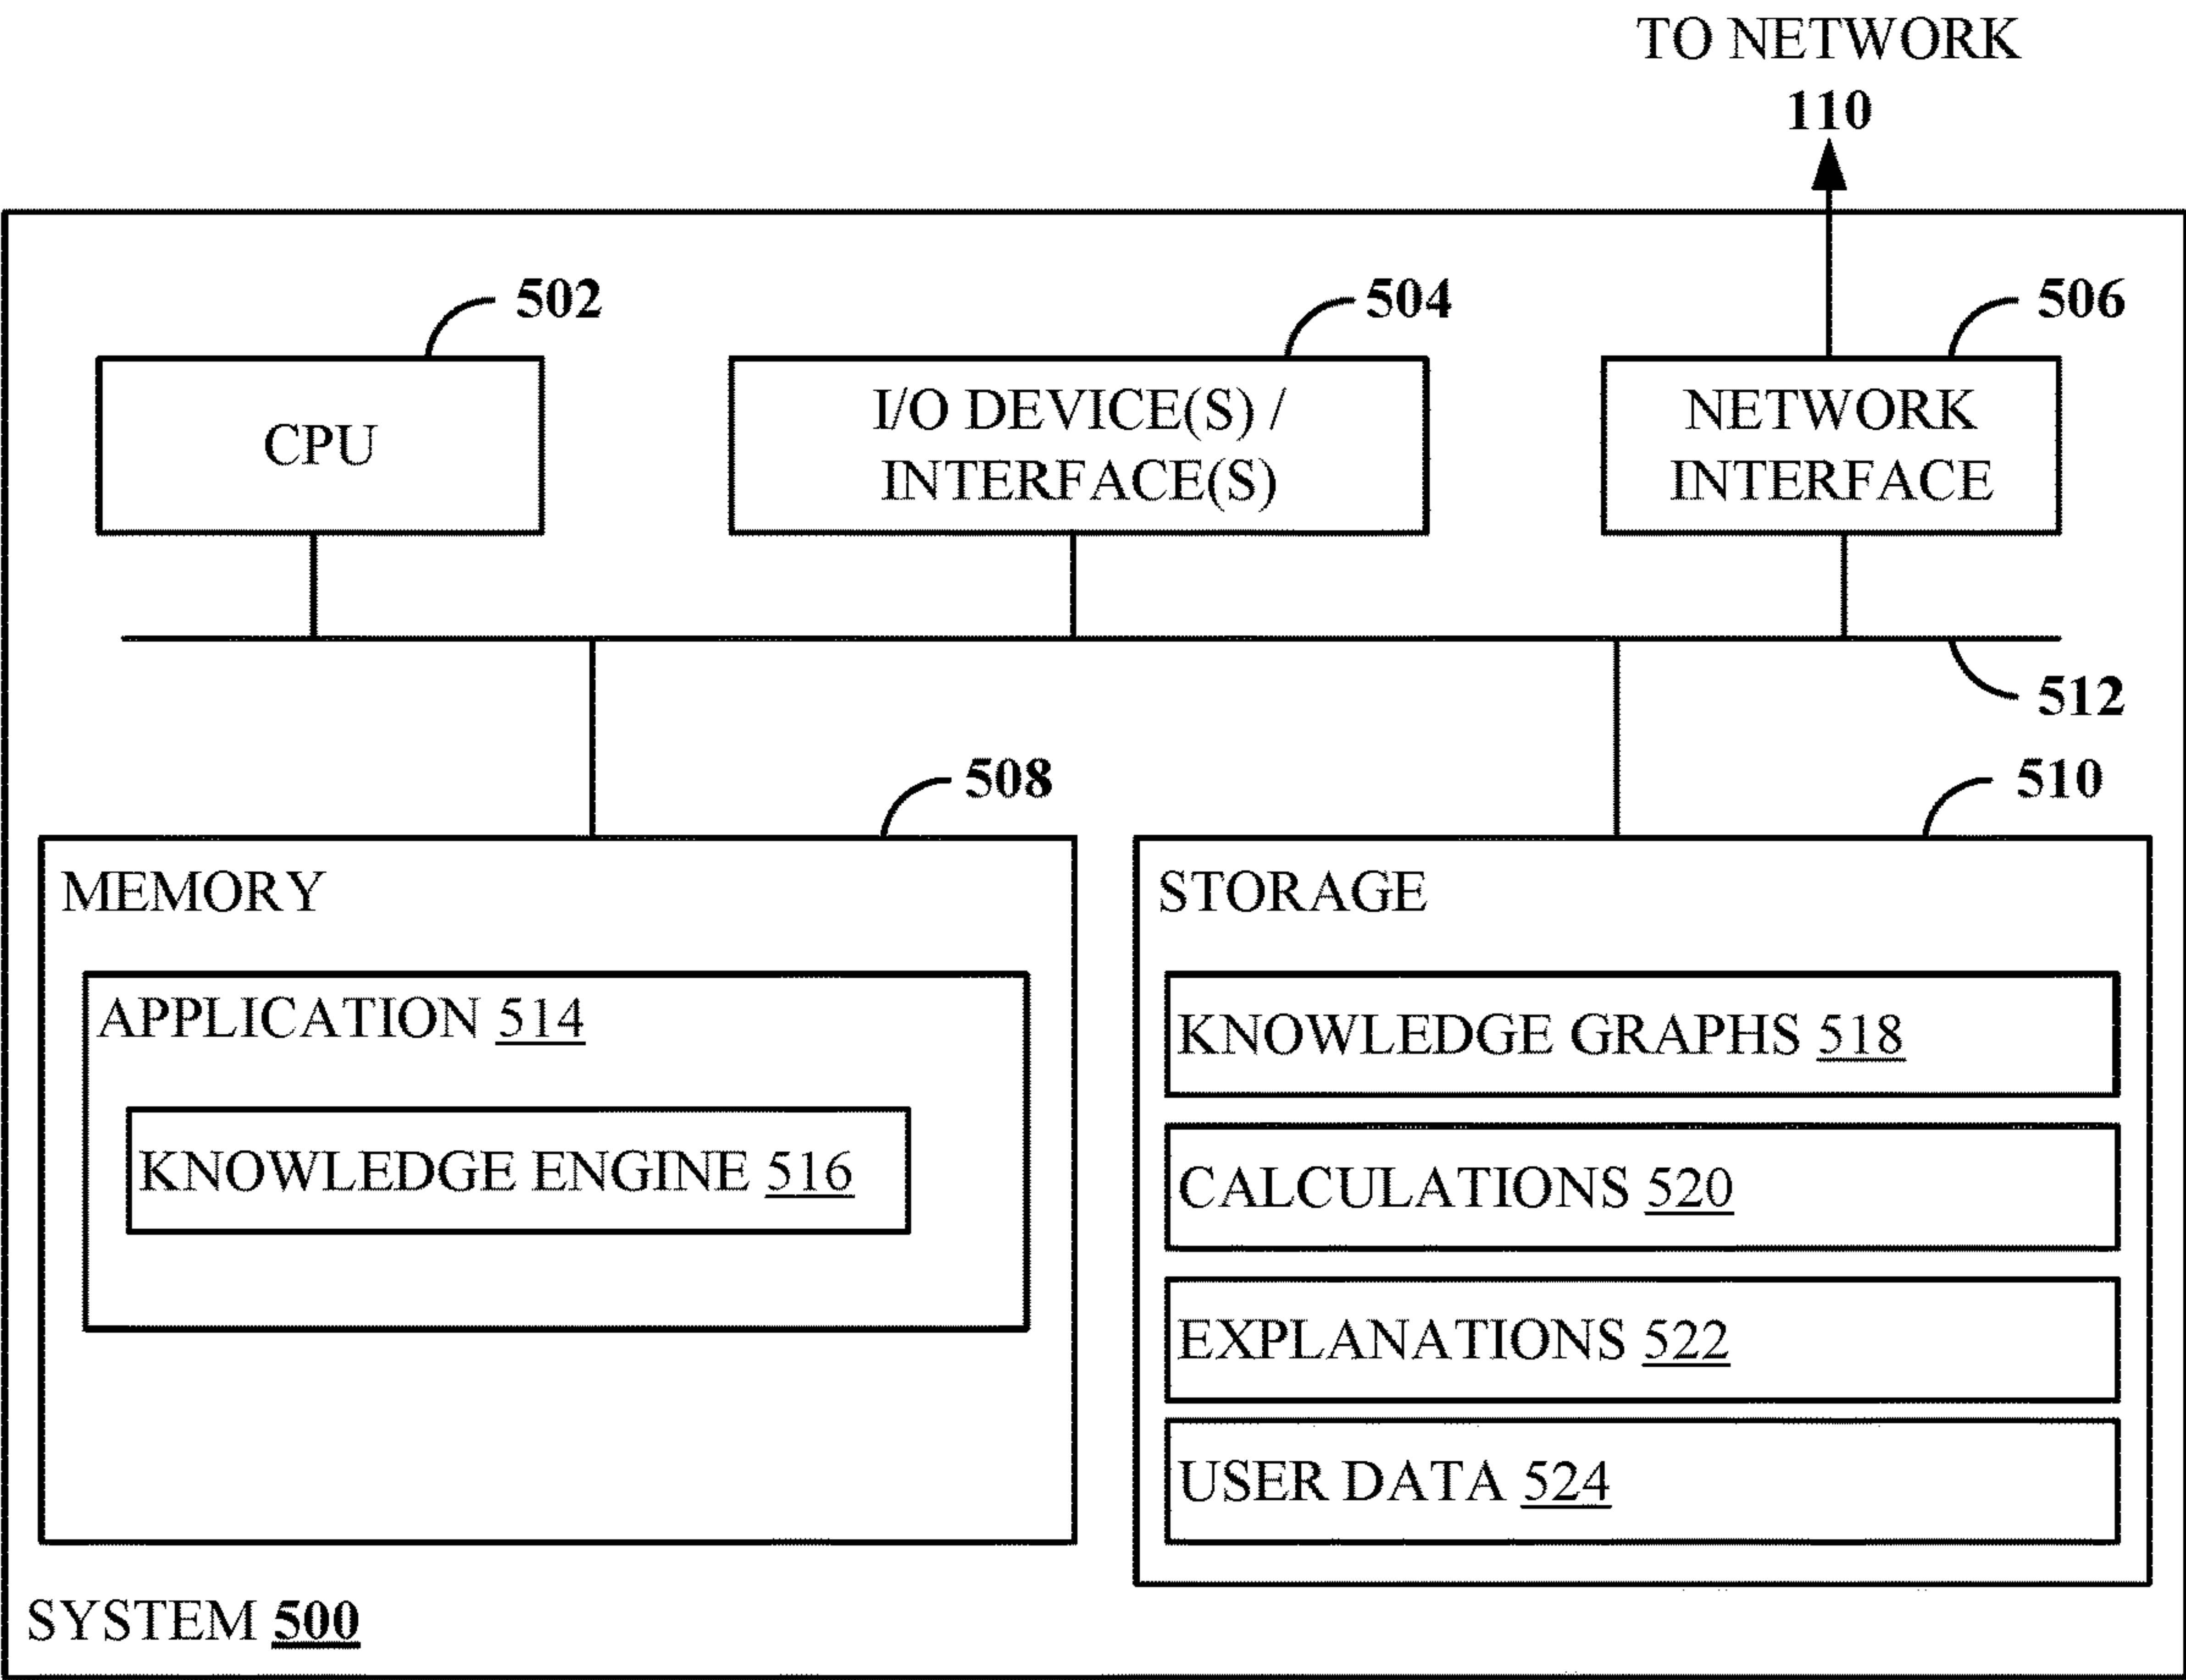 TO NETWORK
110
502
504
506
CPU
I/O DEVICE(S) /
INTERFACE(S)
NETWORK
INTERFACE
512
508
510
MEMORY
APPLICATION 514
KNOWLEDGE ENGINE 516
STORAGE
KNOWLEDGE GRAPHS 518
CALCULATIONS 520
EXPLANATIONS 522
USER DATA 524
SYSTEM 500